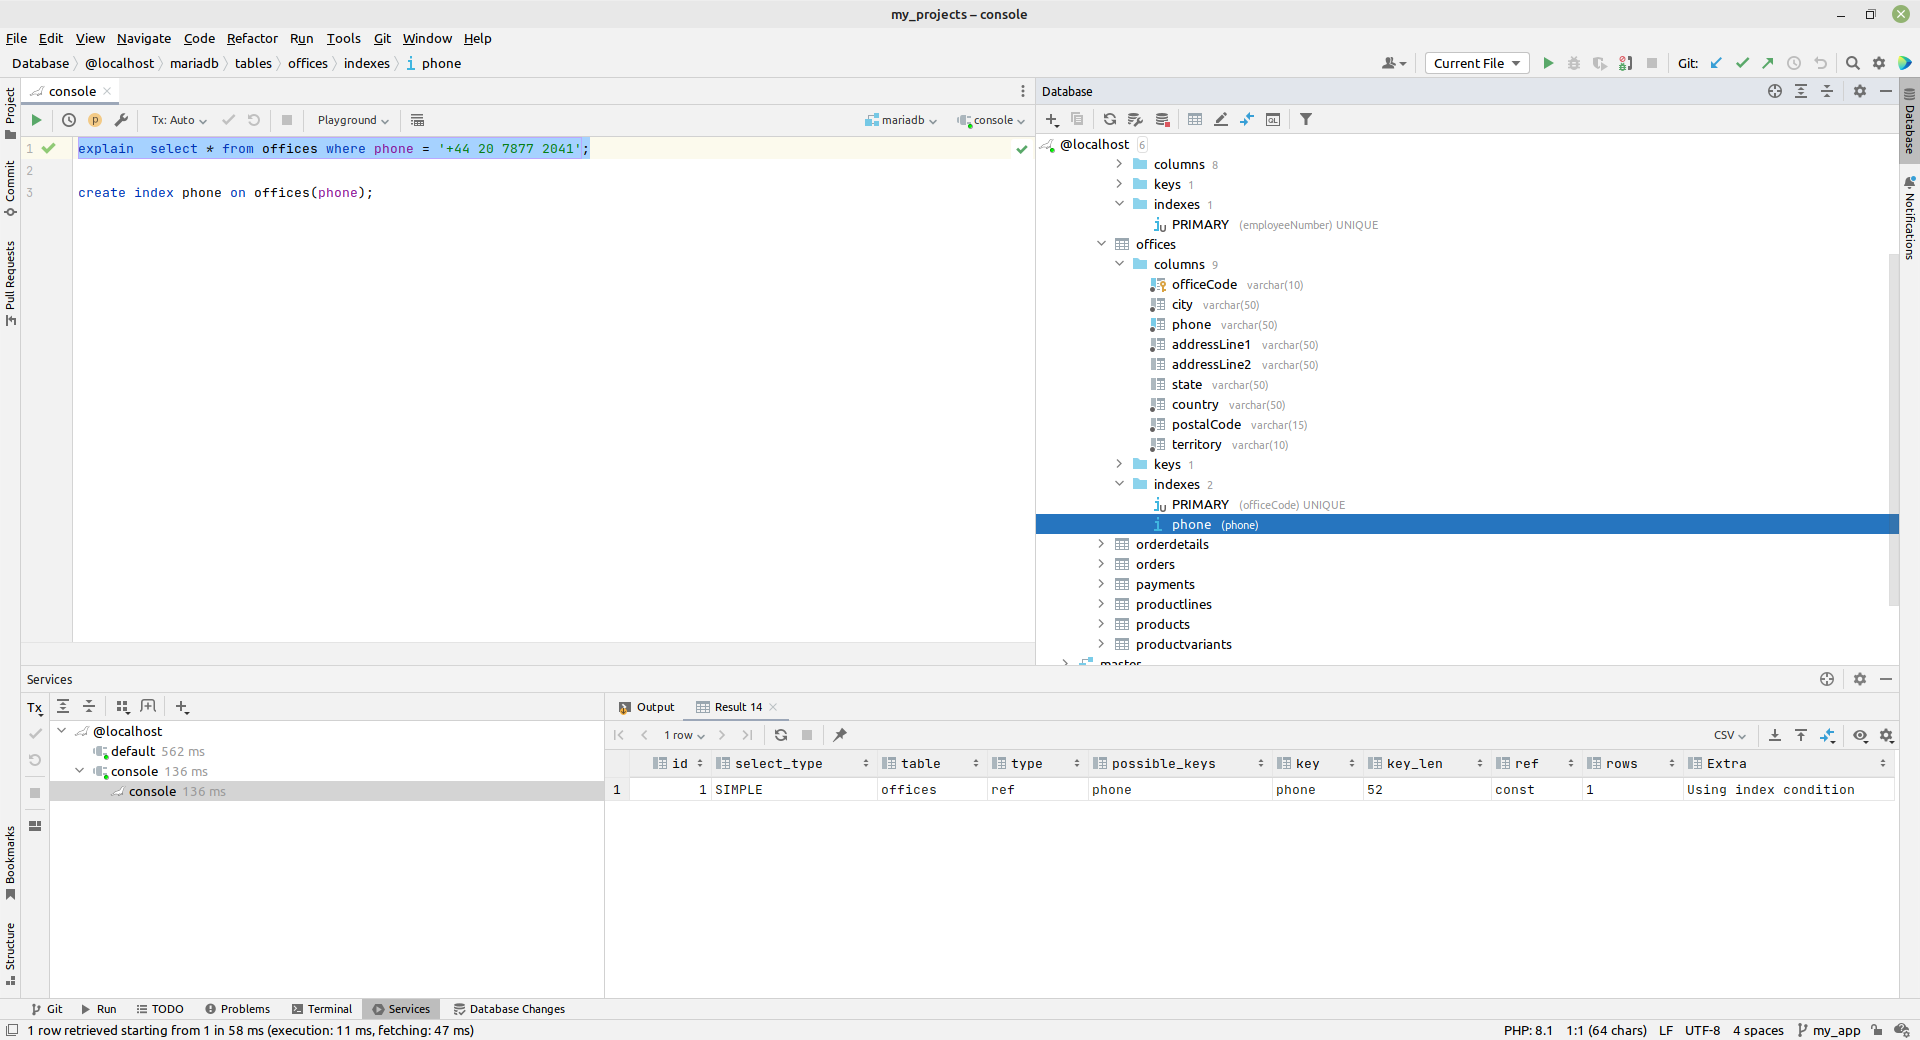 my_projects – console
File Edit View Navigate Code Refactor Run Tools Git Window Help
Database @localhost mariadb tables offices indexes phone
Current File Git:
console
Tx: Auto Playground mariadb console
1 explain  select * from offices where phone = '+44 20 7877 2041';
2
3 create index phone on offices(phone);
Project
Commit
Pull Requests
Bookmarks
Structure
Database
@localhost 6
columns 8
keys 1
indexes 1
PRIMARY (employeeNumber) UNIQUE
offices
columns 9
officeCode varchar(10)
city varchar(50)
phone varchar(50)
addressLine1 varchar(50)
addressLine2 varchar(50)
state varchar(50)
country varchar(50)
postalCode varchar(15)
territory varchar(10)
keys 1
indexes 2
PRIMARY (officeCode) UNIQUE
phone (phone)
orderdetails
orders
payments
productlines
products
productvariants
master
Database
Notifications
Services
Tx
@localhost
default 562 ms
console 136 ms
console 136 ms
Output Result 14
1 row CSV
id select_type table type possible_keys key key_len ref rows Extra
1 1 SIMPLE offices ref phone phone 52 const 1 Using index condition
Git Run TODO Problems Terminal Services Database Changes
1 row retrieved starting from 1 in 58 ms (execution: 11 ms, fetching: 47 ms)
PHP: 8.1 1:1 (64 chars) LF UTF-8 4 spaces my_app